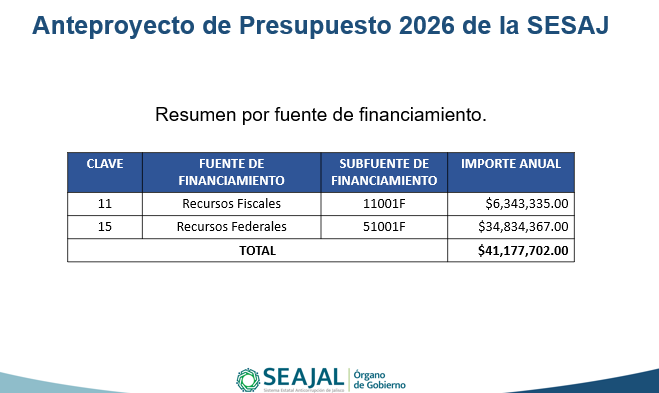 Anteproyecto de Presupuesto 2026 de la SESAJ
Resumen por fuente de financiamiento.
CLAVE FUENTE DE FINANCIAMIENTO SUBFUENTE DE FINANCIAMIENTO IMPORTE ANUAL
11 Recursos Fiscales 11001F $6,343,335.00
15 Recursos Federales 51001F $34,834,367.00
TOTAL $41,177,702.00
SEAJAL
Sistema Estatal Anticorrupción de Jalisco
Órgano
de Gobierno